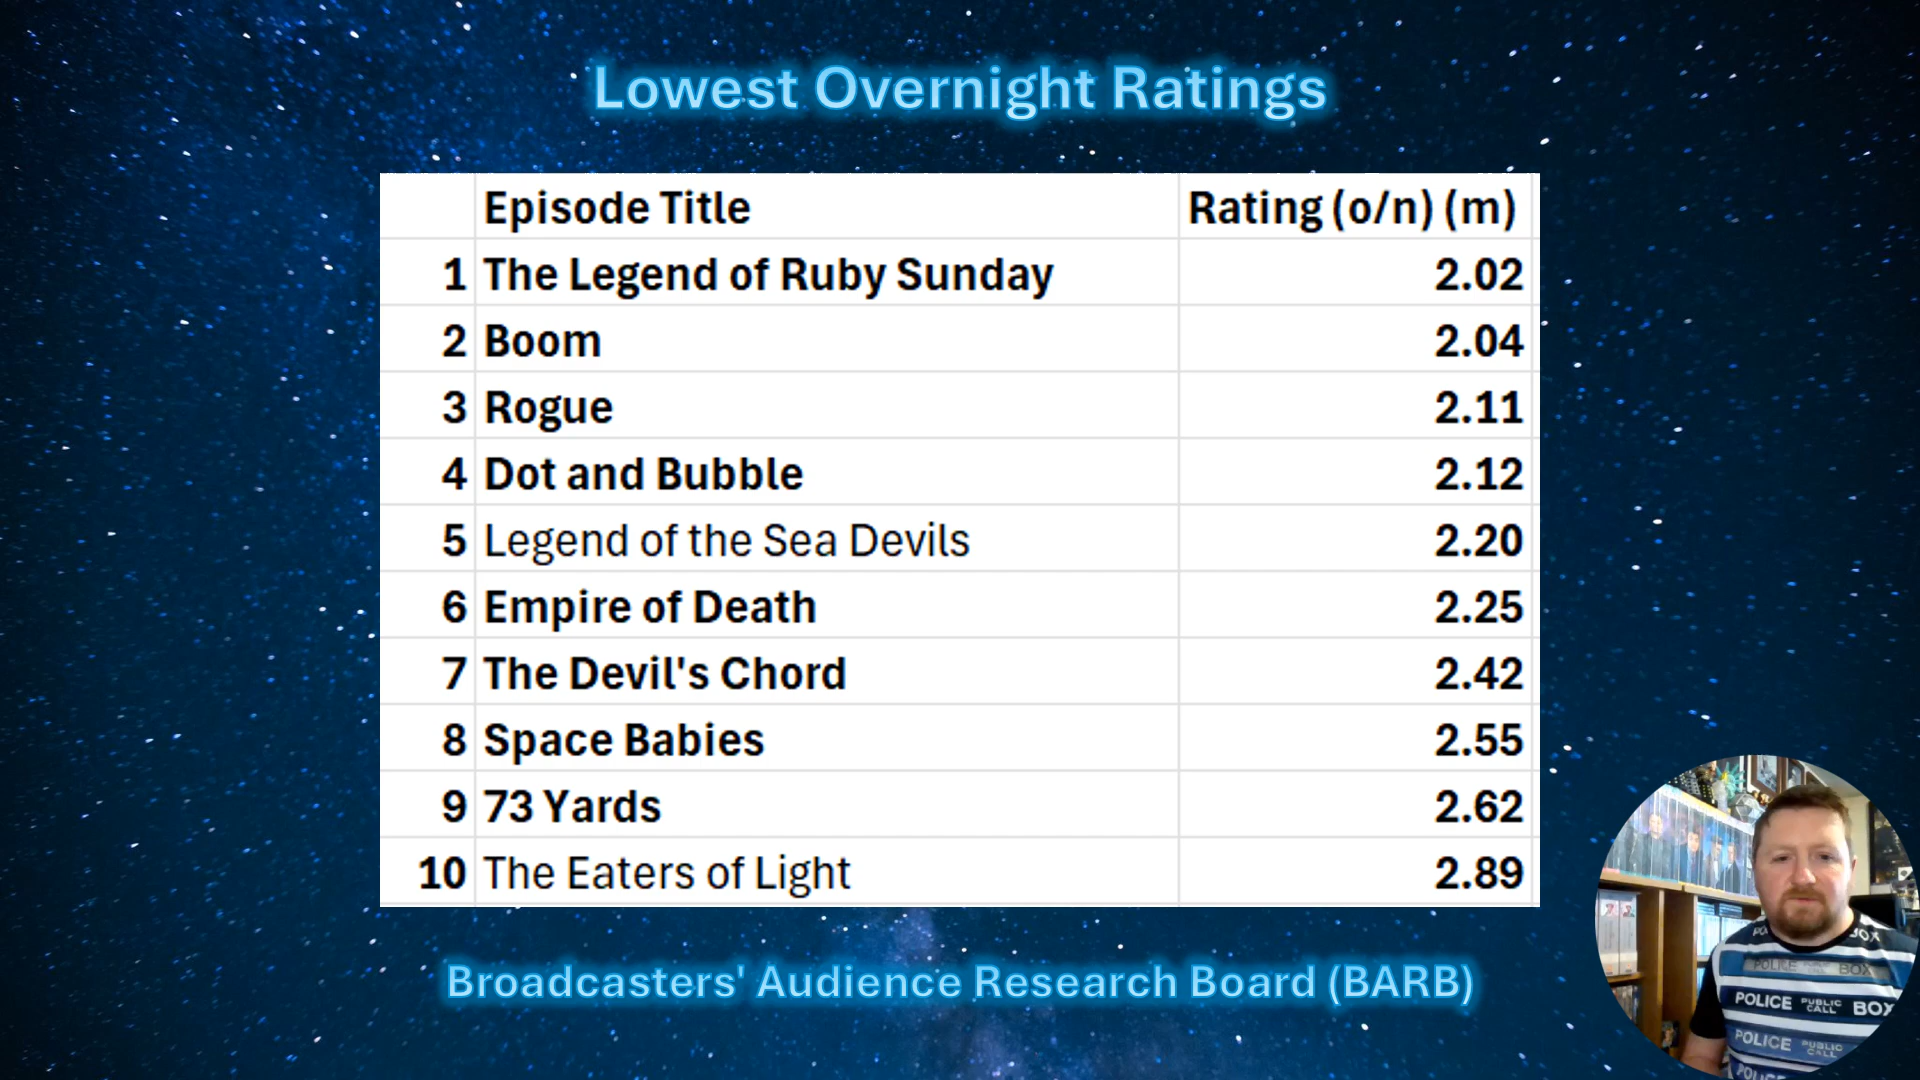 Lowest Overnight Ratings
Episode Title Rating (o/n) (m)
1 The Legend of Ruby Sunday 2.02
2 Boom 2.04
3 Rogue 2.11
4 Dot and Bubble 2.12
5 Legend of the Sea Devils 2.20
6 Empire of Death 2.25
7 The Devil's Chord 2.42
8 Space Babies 2.55
9 73 Yards 2.62
10 The Eaters of Light 2.89
Broadcasters' Audience Research Board (BARB)
BOX
POLICE BOX
POLICE PUBLIC CALL BOX
POLICE PUBLIC CALL